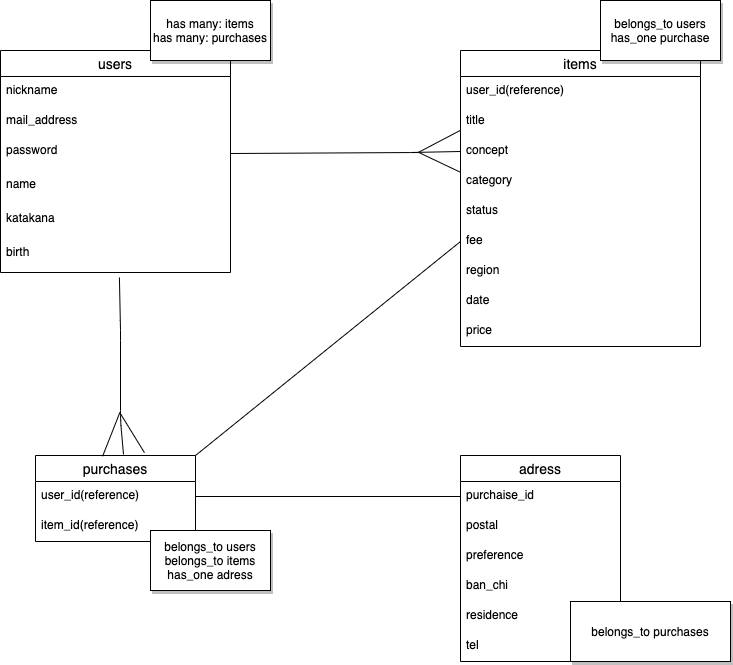 has many: items
has many: purchases
users
nickname
mail_address
password
name
katakana
birth
belongs_to users
has_one purchase
items
user_id(reference)
title
concept
category
status
fee
region
date
price
purchases
user_id(reference)
item_id(reference)
belongs_to users
belongs_to items
has_one adress
adress
purchaise_id
postal
preference
ban_chi
residence
tel
belongs_to purchases